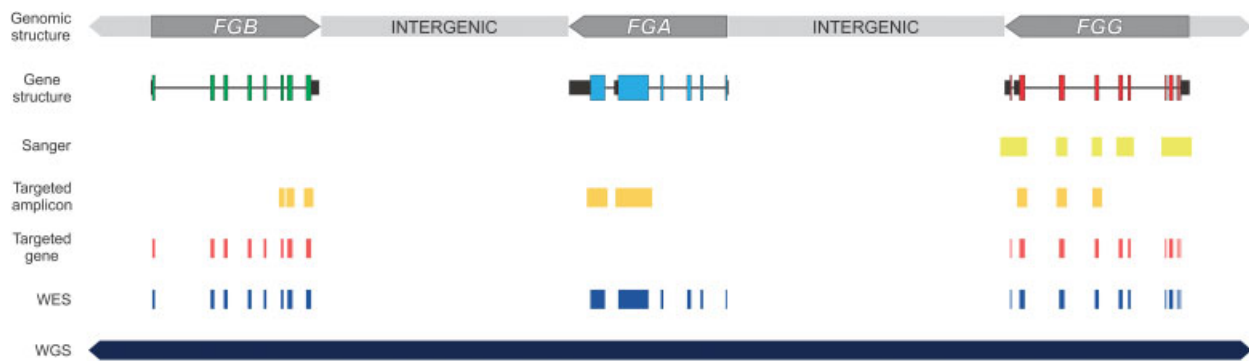 Genomic
structure
FGB
INTERGENIC
FGA
INTERGENIC
FGG
Gene
structure
Sanger
Targeted
amplicon
Targeted
gene
WES
WGS